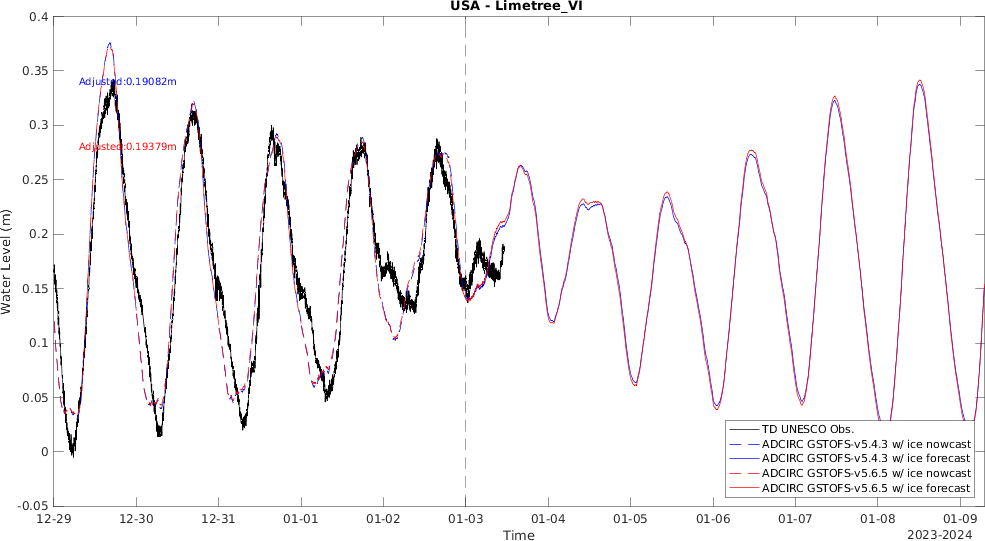 USA - Limetree_VI
0.4
0.35
0.3
0.25
0.2
0.15
0.1
0.05
0
-0.05
Water Level (m)
Adjusted:0.19082m
Adjusted:0.19379m
TD UNESCO Obs.
ADCIRC GSTOFS-v5.4.3 w/ ice nowcast
ADCIRC GSTOFS-v5.4.3 w/ ice forecast
ADCIRC GSTOFS-v5.6.5 w/ ice nowcast
ADCIRC GSTOFS-v5.6.5 w/ ice forecast
12-29 12-30 12-31 01-01 01-02 01-03 01-04 01-05 01-06 01-07 01-08 01-09
Time
2023-2024